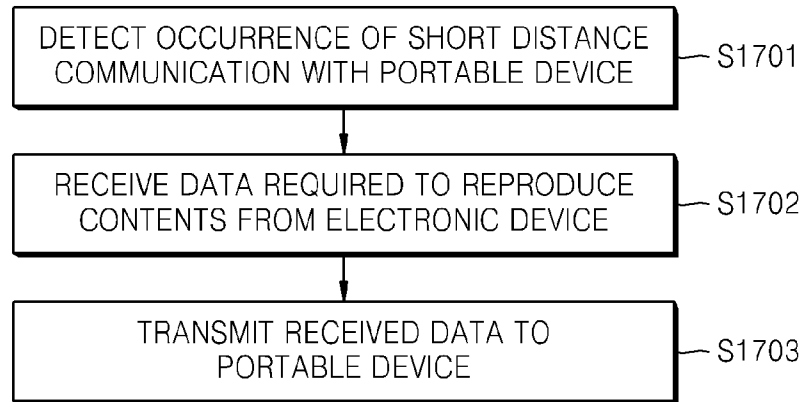 DETECT OCCURRENCE OF SHORT DISTANCE
COMMUNICATION WITH PORTABLE DEVICE
S1701
RECEIVE DATA REQUIRED TO REPRODUCE
CONTENTS FROM ELECTRONIC DEVICE
S1702
TRANSMIT RECEIVED DATA TO
PORTABLE DEVICE
S1703